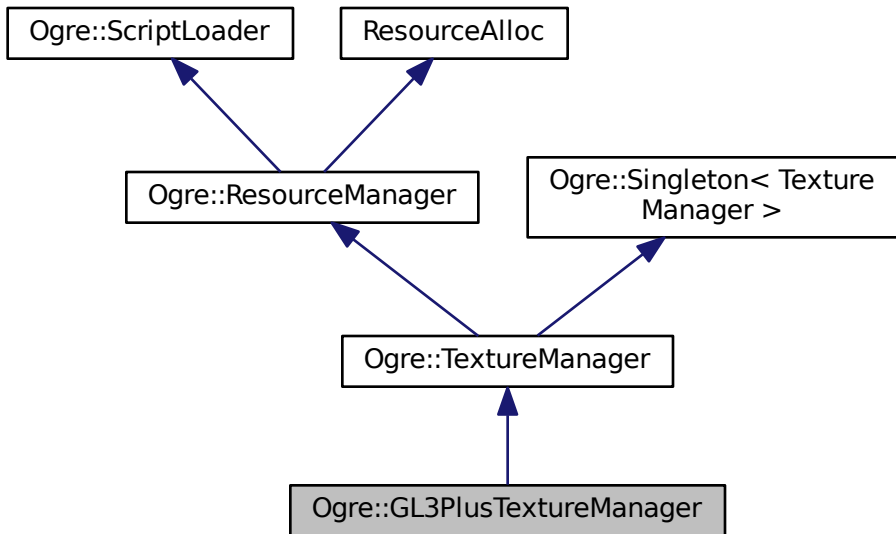 Ogre::ScriptLoader
ResourceAlloc
Ogre::ResourceManager
Ogre::Singleton< Texture
Manager >
Ogre::TextureManager
Ogre::GL3PlusTextureManager